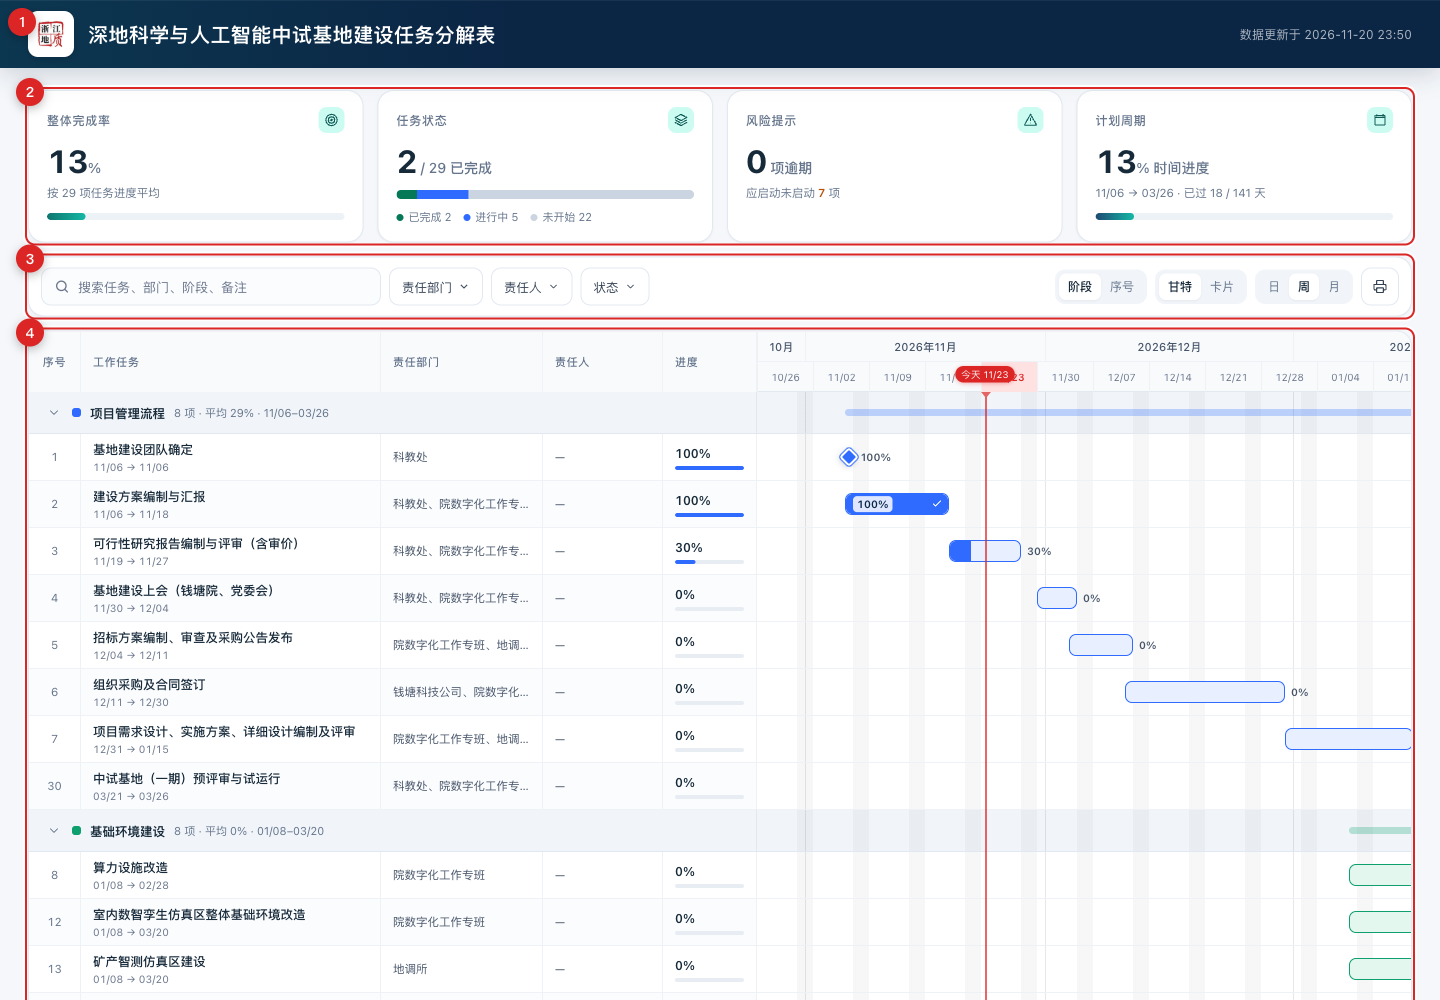 1
浙江
地质
深地科学与人工智能中试基地建设任务分解表
数据更新于 2026-11-20 23:50
2
整体完成率
13%
按 29 项任务进度平均
任务状态
2 / 29 已完成
已完成 2 进行中 5 未开始 22
风险提示
0 项逾期
应启动未启动 7 项
计划周期
13% 时间进度
11/06 → 03/26 · 已过 18 / 141 天
3
搜索任务、部门、阶段、备注
责任部门
责任人
状态
阶段 序号
甘特 卡片
日 周 月
4
序号 工作任务 责任部门 责任人 进度
10月 2026年11月 2026年12月 202
10/26 11/02 11/09 11/ 23 11/30 12/07 12/14 12/21 12/28 01/04 01/1
今天 11/23
项目管理流程 8 项 · 平均 29% · 11/06–03/26
1 基地建设团队确定 科教处 — 100% 100%
11/06 → 11/06
2 建设方案编制与汇报 科教处、院数字化工作专... — 100% 100%
11/06 → 11/18
3 可行性研究报告编制与评审（含审价） 科教处、院数字化工作专... — 30% 30%
11/19 → 11/27
4 基地建设上会（钱塘院、党委会） 科教处、院数字化工作专... — 0% 0%
11/30 → 12/04
5 招标方案编制、审查及采购公告发布 院数字化工作专班、地调... — 0% 0%
12/04 → 12/11
6 组织采购及合同签订 钱塘科技公司、院数字化... — 0% 0%
12/11 → 12/30
7 项目需求设计、实施方案、详细设计编制及评审 院数字化工作专班、地调... — 0%
12/31 → 01/15
30 中试基地（一期）预评审与试运行 科教处、院数字化工作专... — 0%
03/21 → 03/26
基础环境建设 8 项 · 平均 0% · 01/08–03/20
8 算力设施改造 院数字化工作专班 — 0%
01/08 → 02/28
12 室内数智孪生仿真区整体基础环境改造 院数字化工作专班 — 0%
01/08 → 03/20
13 矿产智测仿真区建设 地调所 — 0%
01/08 → 03/20